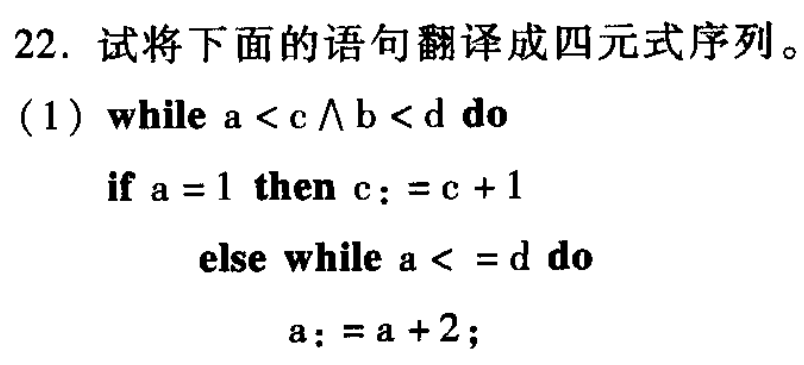 22. 试将下面的语句翻译成四元式序列。
(1) while a < c ∧ b < d do
if a = 1 then c: = c + 1
else while a < = d do
a: = a + 2;